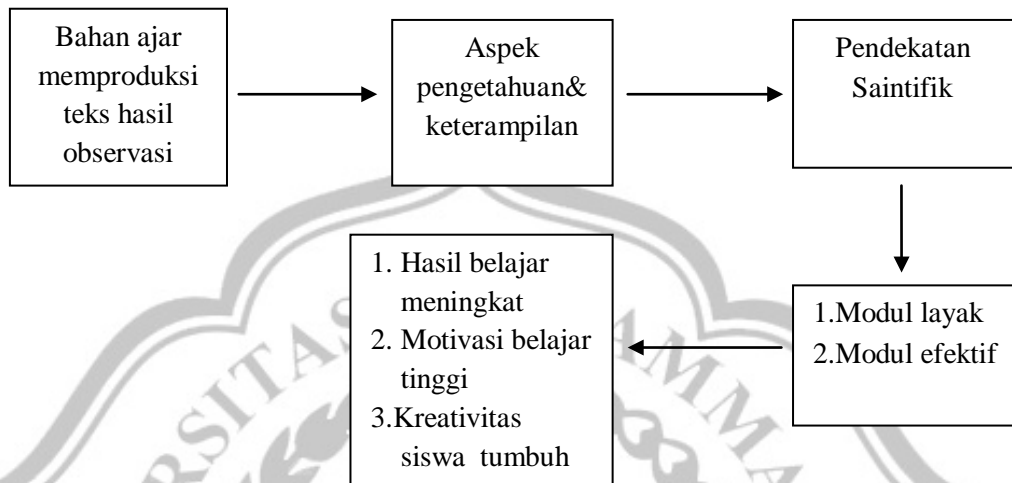 Bahan ajar
memproduksi
teks hasil
observasi
Aspek
pengetahuan&
keterampilan
Pendekatan
Saintifik
1. Hasil belajar
meningkat
2. Motivasi belajar
tinggi
3.Kreativitas
siswa tumbuh
1.Modul layak
2.Modul efektif